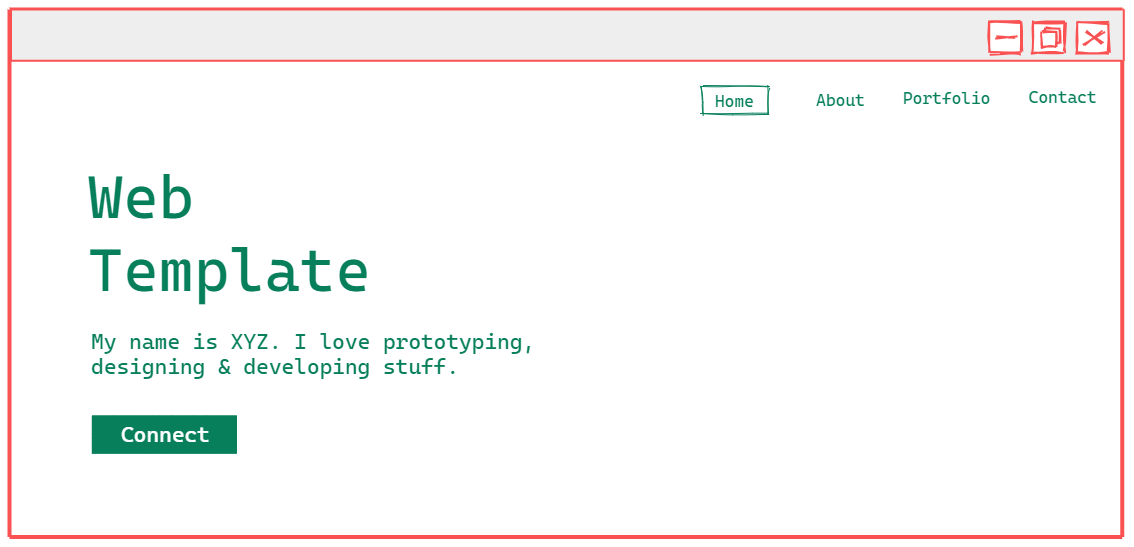 Home About Portfolio Contact
Web
Template
My name is XYZ. I love prototyping,
designing & developing stuff.
Connect